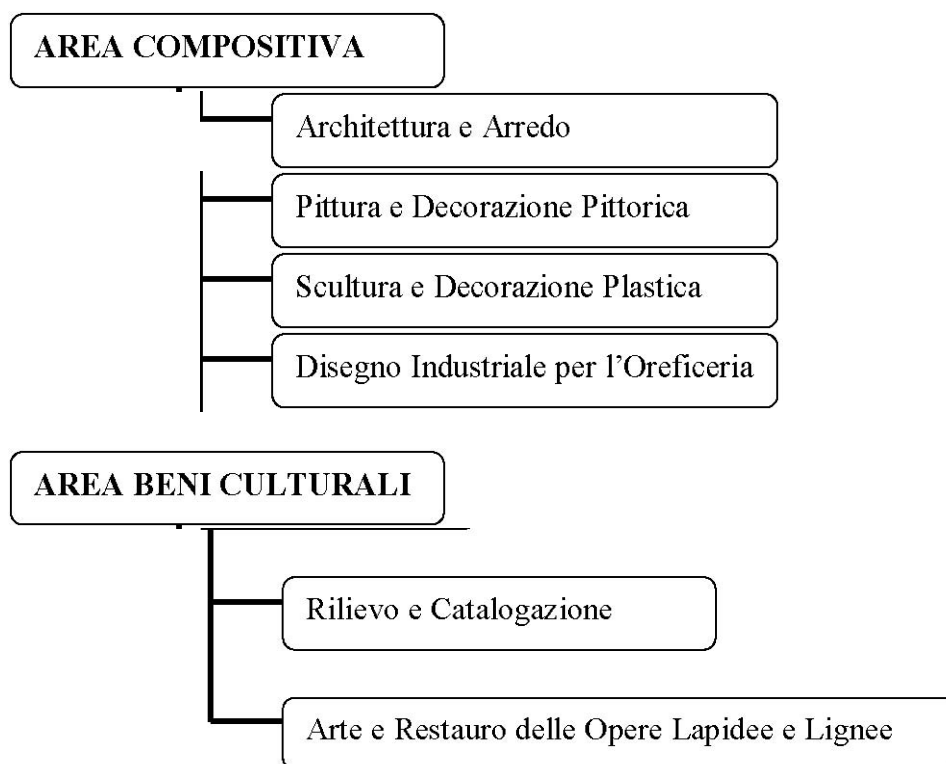 AREA COMPOSITIVA
Architettura e Arredo
Pittura e Decorazione Pittorica
Scultura e Decorazione Plastica
Disegno Industriale per l’Oreficeria
AREA BENI CULTURALI
Rilievo e Catalogazione
Arte e Restauro delle Opere Lapidee e Lignee